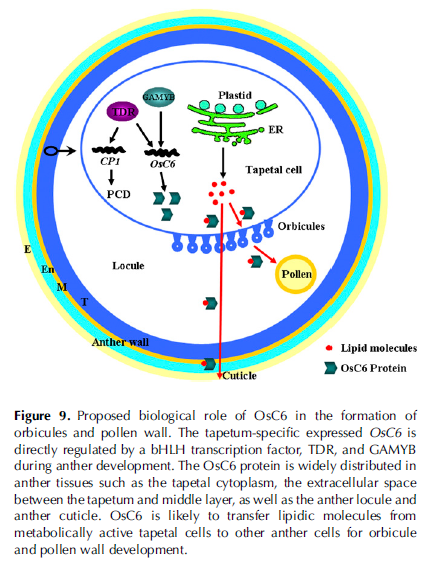 GAMYB
TDR
Plastid
ER
CP1
OsC6
Tapetal cell
PCD
Orbicules
Locule
E
En
M
T
Pollen
Anther wall
Lipid molecules
OsC6 Protein
Cuticle
Figure 9. Proposed biological role of OsC6 in the formation of
orbicules and pollen wall. The tapetum-specific expressed OsC6 is
directly regulated by a bHLH transcription factor, TDR, and GAMYB
during anther development. The OsC6 protein is widely distributed in
anther tissues such as the tapetal cytoplasm, the extracellular space
between the tapetum and middle layer, as well as the anther locule and
anther cuticle. OsC6 is likely to transfer lipidic molecules from
metabolically active tapetal cells to other anther cells for orbicule
and pollen wall development.